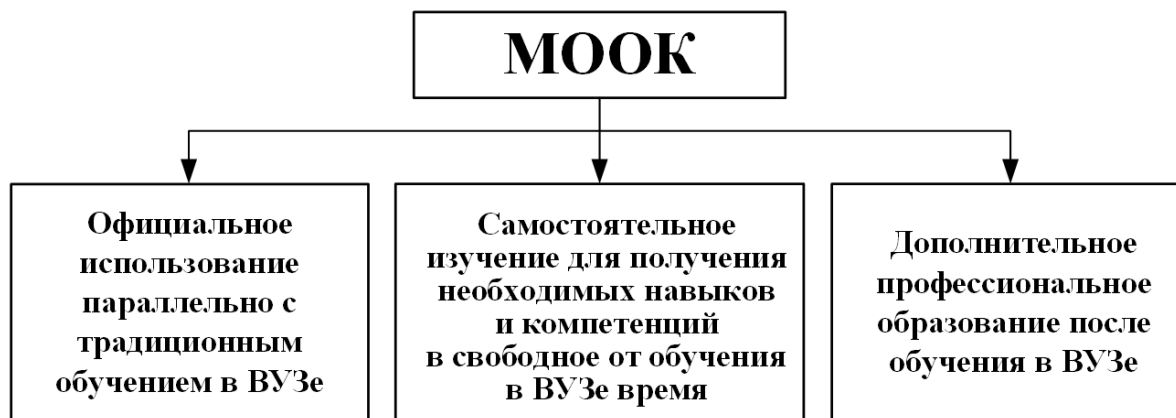 МООК
Официальное
использование
параллельно с
традиционным
обучением в ВУЗе
Самостоятельное
изучение для получения
необходимых навыков
и компетенций
в свободное от обучения
в ВУЗе время
Дополнительное
профессиональное
образование после
обучения в ВУЗе